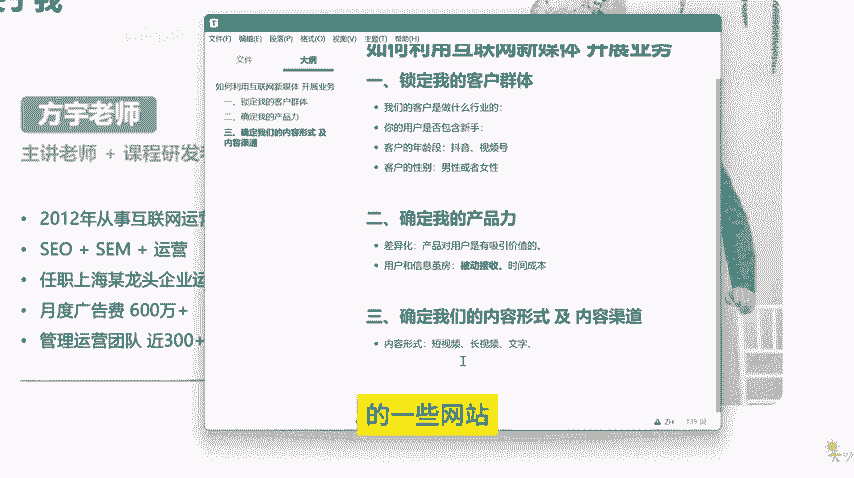 于我
文件(F) 编辑(E) 段落(P) 格式(O) 视图(V) 主题(T) 帮助(H)
文件 大纲
如何利用互联网新媒体 开展业务
一、锁定我的客户群体
二、确定我的产品力
三、确定我们的内容形式 及
内容渠道
如何利用互联网新媒体 开展业务
一、锁定我的客户群体
• 我们的客户是做什么行业的:
• 你的用户是否包含新手:
• 客户的年龄段: 抖音、视频号
• 客户的性别: 男性或者女性
二、确定我的产品力
• 差异化: 产品对用户是有吸引价值的。
• 用户和信息茧房: 被动接收。时间成本
三、确定我们的内容形式 及 内容渠道
• 内容形式: 短视频、长视频、文字、
方宇老师
主讲老师 + 课程研发
• 2012年从事互联网运营
• SEO + SEM + 运营
• 任职上海某龙头企业运
• 月度广告费 600万+
• 管理运营团队 近300+
的一些网站